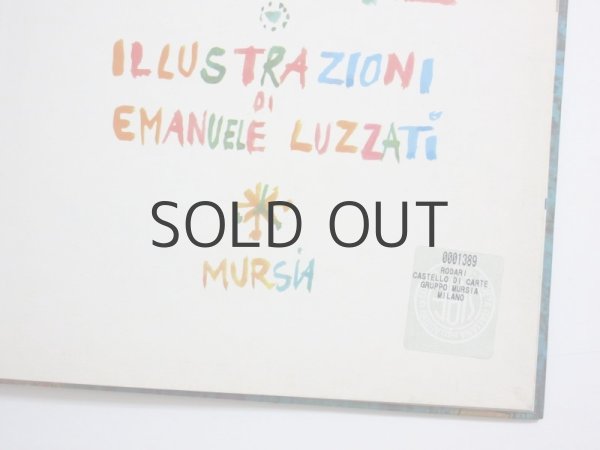 ILLUSTRAZIONI
DI
EMANUELE LUZZATI
SOLD OUT
MURSIA
0001389
RODARI
CASTELLO DI CARTE
GRUPPO MURSIA
MILANO